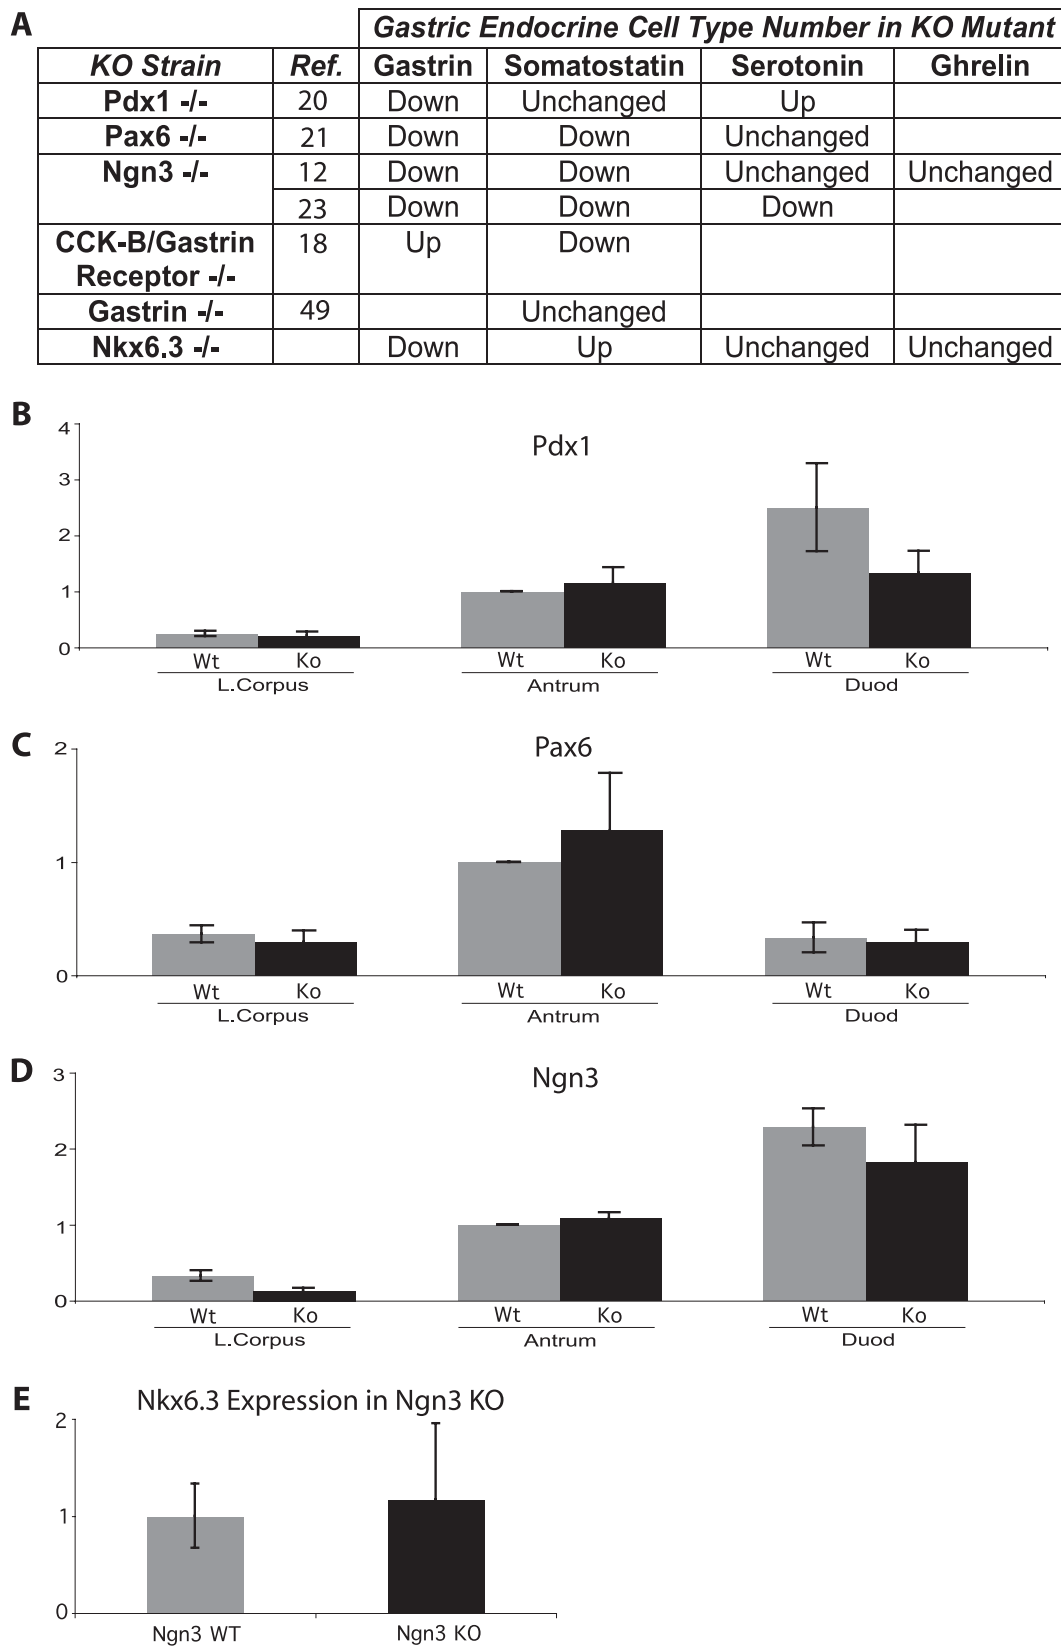 A
Gastric Endocrine Cell Type Number in KO Mutant
KO Strain Ref. Gastrin Somatostatin Serotonin Ghrelin
Pdx1 -/- 20 Down Unchanged Up
Pax6 -/- 21 Down Down Unchanged
Ngn3 -/- 12 Down Down Unchanged Unchanged
23 Down Down Down
CCK-B/Gastrin 18 Up Down
Receptor -/-
Gastrin -/- 49 Unchanged
Nkx6.3 -/- Down Up Unchanged Unchanged
B
Pdx1
4
3
2
1
0
Wt Ko Wt Ko Wt Ko
L.Corpus Antrum Duod
C
Pax6
2
1
0
Wt Ko Wt Ko Wt Ko
L.Corpus Antrum Duod
D
Ngn3
3
2
1
0
Wt Ko Wt Ko Wt Ko
L.Corpus Antrum Duod
E
Nkx6.3 Expression in Ngn3 KO
2
1
0
Ngn3 WT Ngn3 KO